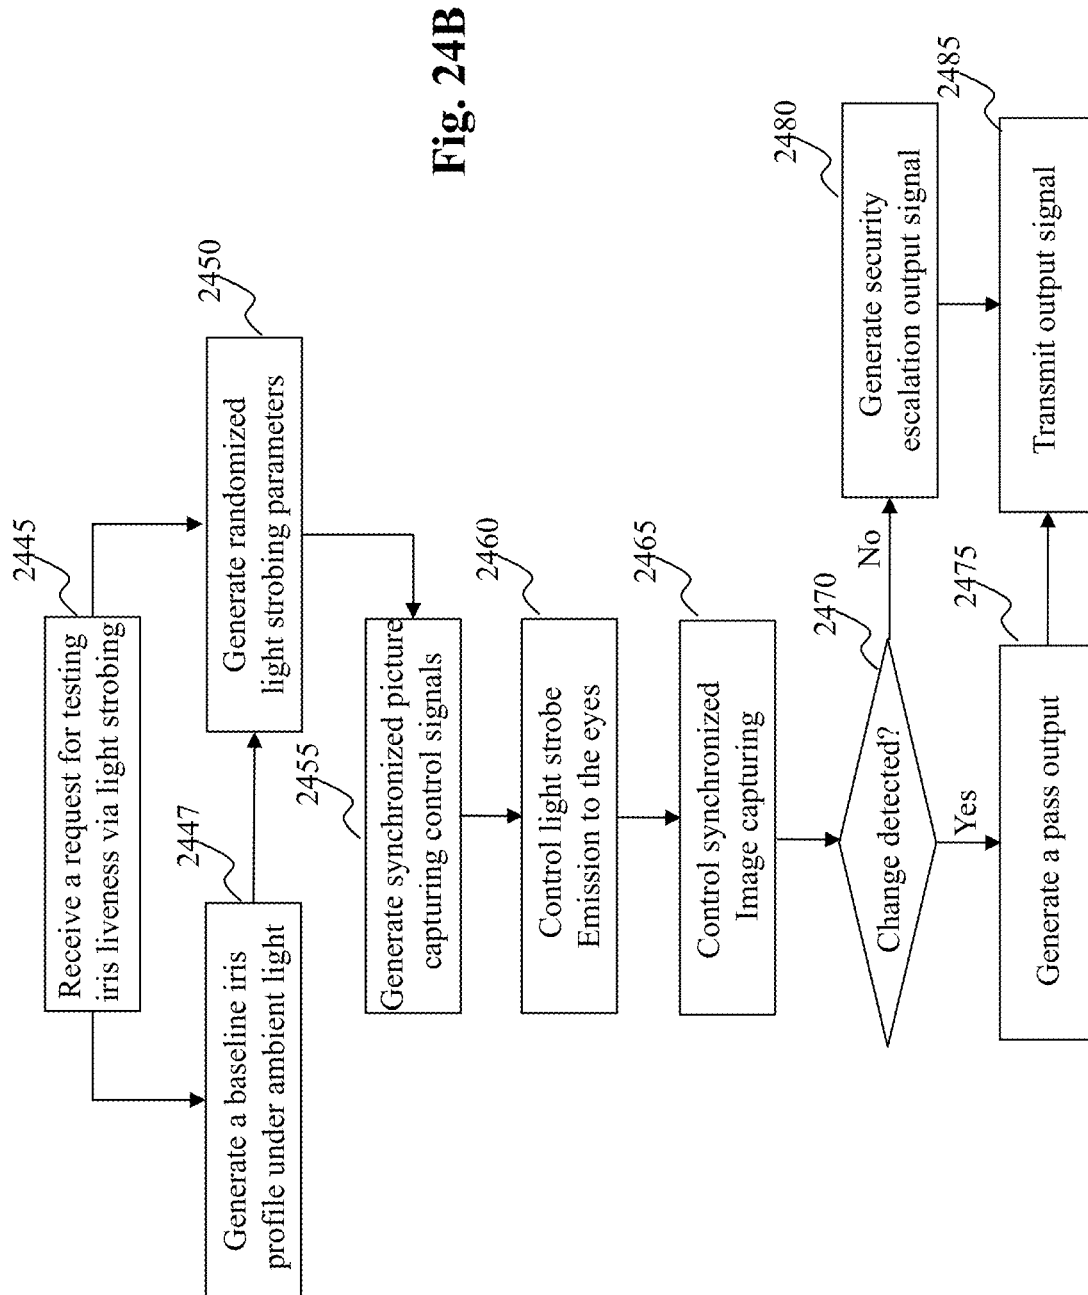 2445
Receive a request for testing
iris liveness via light strobing
2447
Generate a baseline iris
profile under ambient light
2450
Generate randomized
light strobing parameters
2455
Generate synchronized picture
capturing control signals
2460
Control light strobe
Emission to the eyes
2465
Control synchronized
Image capturing
2470
Change detected?
No
Yes
2480
Generate security
escalation output signal
2475
Generate a pass output
2485
Transmit output signal
Fig. 24B